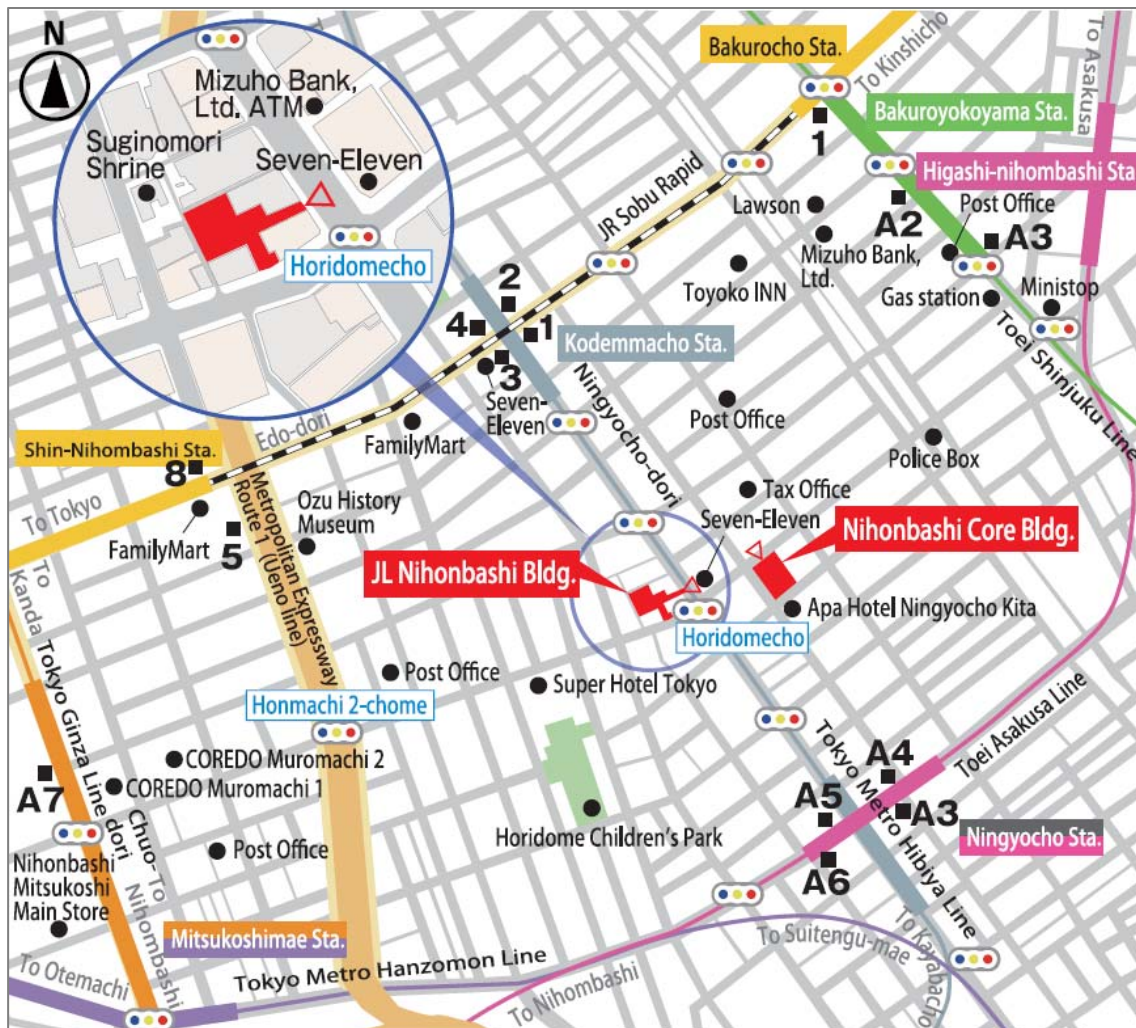 N
Mizuho Bank,
Ltd. ATM
Suginomori
Shrine
Seven-Eleven
Horidomecho
Bakurocho Sta.
To Kinshicho
To Asakusa
Bakuroyokoyama Sta.
1
Higashi-nihombashi Sta.
JR Sobu Rapid
Lawson
A2
Post Office
A3
Mizuho Bank,
Ltd.
Toyoko INN
Gas station
Ministop
2
4
1
Kodemmacho Sta.
3
Seven-
Eleven
Toei Shinjuku Line
Ningyocho-dori
Post Office
Edo-dori
FamilyMart
Police Box
Shin-Nihombashi Sta.
8
To Tokyo
FamilyMart
5
Ozu History
Museum
Metropolitan Expressway
Route 1 (Ueno line)
Tax Office
Seven-Eleven
Nihonbashi Core Bldg.
JL Nihonbashi Bldg.
Apa Hotel Ningyocho Kita
Horidomecho
To
Kanda
Tokyo Ginza Line
Post Office
Super Hotel Tokyo
Honmachi 2-chome
Toei Asakusa Line
COREDO Muromachi 2
COREDO Muromachi 1
A7
Chuo-dori
To Nihombashi
Tokyo Metro Hibiya Line
A4
A5
A3
Horidome Children's Park
Ningyocho Sta.
A6
Post Office
Nihonbashi
Mitsukoshi
Main Store
Mitsukoshimae Sta.
To Otemachi
Tokyo Metro Hanzomon Line
To Nihombashi
To Suitengu-mae
To Kayabacho